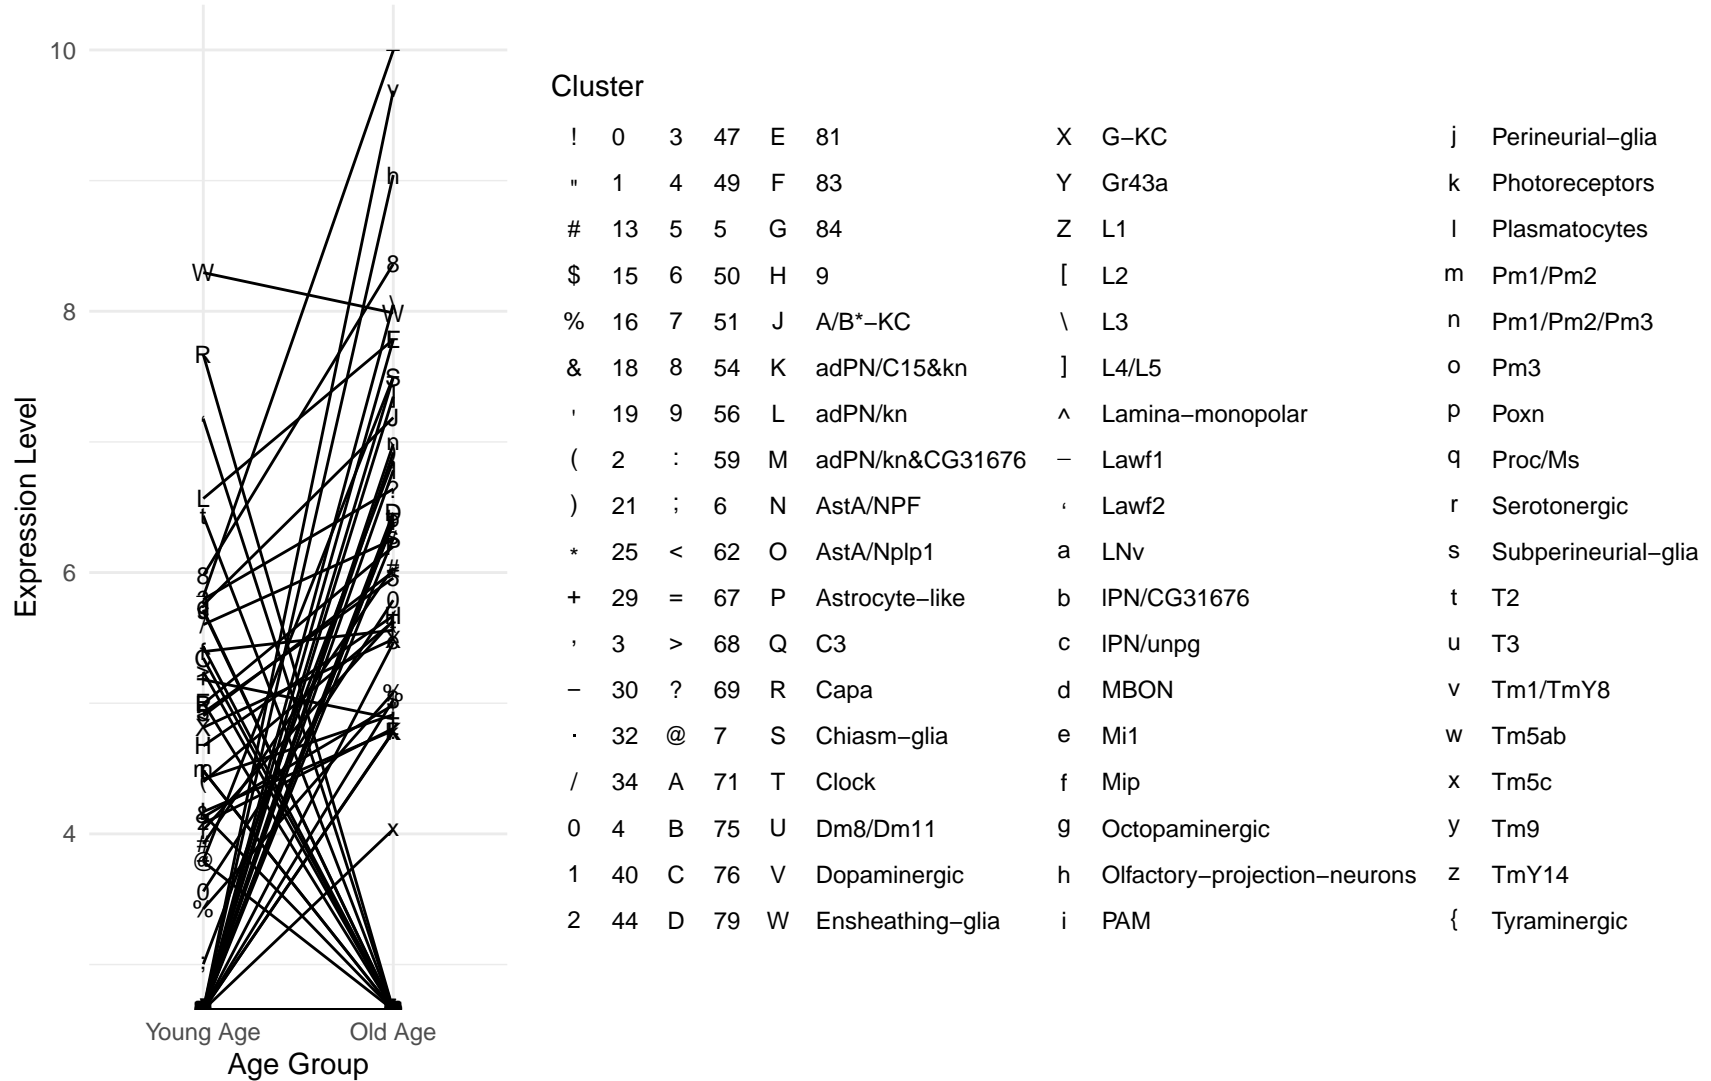 Cluster
! 0 3 47 E 81 X G−KC j Perineurial−glia
" 1 4 49 F 83 Y Gr43a k Photoreceptors
# 13 5 5 G 84 Z L1 l Plasmatocytes
$ 15 6 50 H 9 [ L2 m Pm1/Pm2
% 16 7 51 J A/B*−KC \ L3 n Pm1/Pm2/Pm3
& 18 8 54 K adPN/C15&kn ] L4/L5 o Pm3
' 19 9 56 L adPN/kn ^ Lamina−monopolar p Poxn
( 2 : 59 M adPN/kn&CG31676 − Lawf1 q Proc/Ms
) 21 ; 6 N AstA/NPF ‘ Lawf2 r Serotonergic
* 25 < 62 O AstA/Nplp1 a LNv s Subperineurial−glia
+ 29 = 67 P Astrocyte−like b lPN/CG31676 t T2
, 3 > 68 Q C3 c lPN/unpg u T3
− 30 ? 69 R Capa d MBON v Tm1/TmY8
. 32 @ 7 S Chiasm−glia e Mi1 w Tm5ab
/ 34 A 71 T Clock f Mip x Tm5c
0 4 B 75 U Dm8/Dm11 g Octopaminergic y Tm9
1 40 C 76 V Dopaminergic h Olfactory−projection−neurons z TmY14
2 44 D 79 W Ensheathing−glia i PAM { Tyraminergic
10
8
6
4
Expression Level
W
R
L
t
8
X
H
m
(
#
@
0
%
;
v
h
8
\
W
E
S
J
n
?
D
#
0
H
X
%
x
Young Age Old Age
Age Group